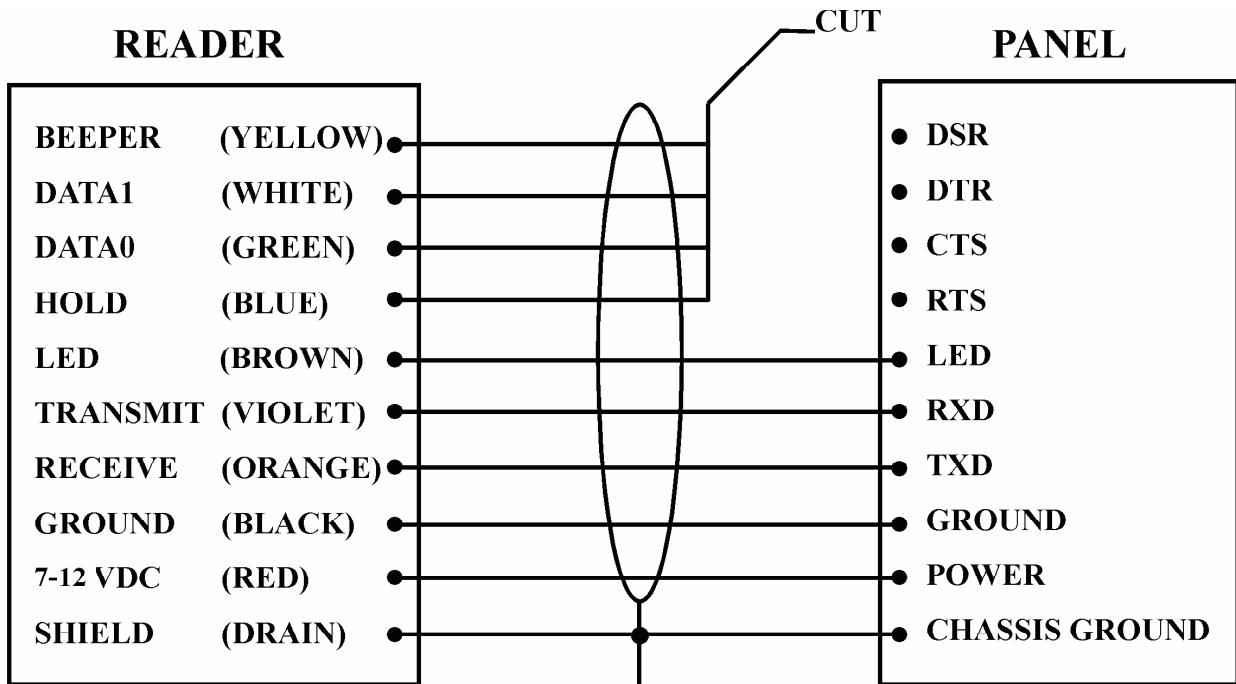 CUT
READER
PANEL
BEEPER (YELLOW)
DATA1 (WHITE)
DATA0 (GREEN)
HOLD (BLUE)
LED (BROWN)
TRANSMIT (VIOLET)
RECEIVE (ORANGE)
GROUND (BLACK)
7-12 VDC (RED)
SHIELD (DRAIN)
DSR
DTR
CTS
RTS
LED
RXD
TXD
GROUND
POWER
CHASSIS GROUND